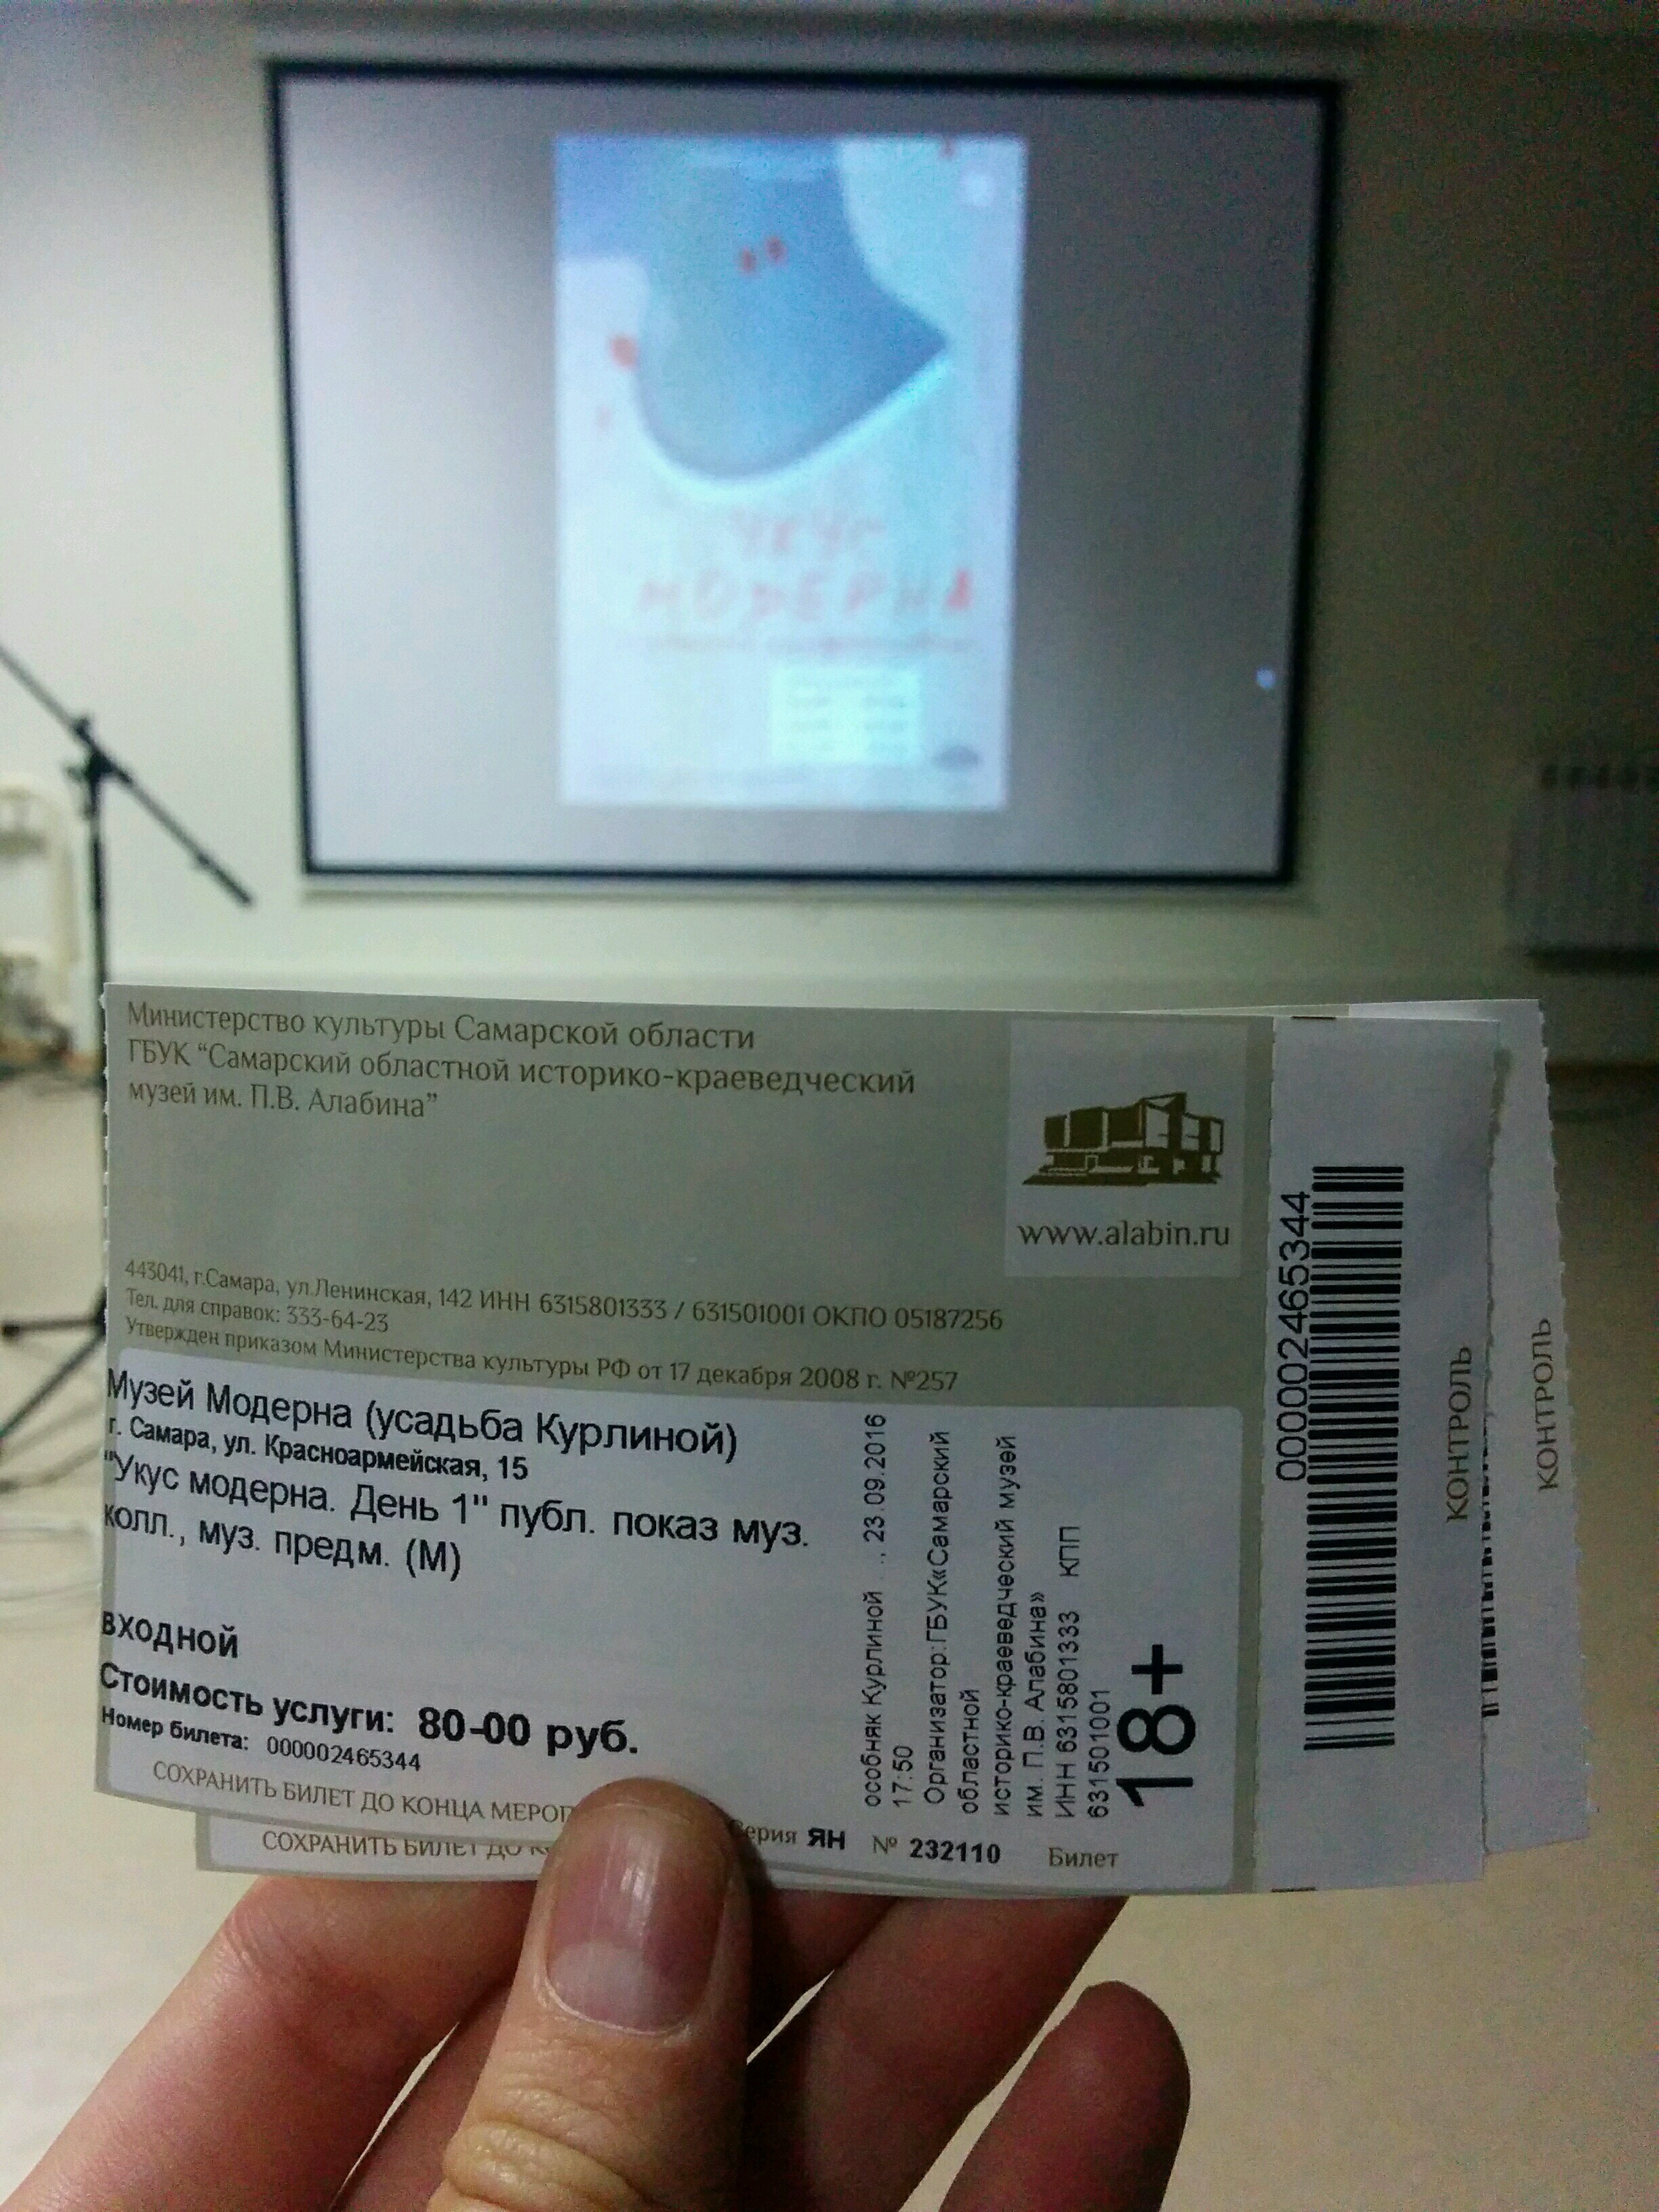 УКУС
МОДЕРНА
Министерство культуры Самарской области
ГБУК “Самарский областной историко-краеведческий
музей им. П.В. Алабина”
www.alabin.ru
443041, г.Самара, ул.Ленинская, 142 ИНН 6315801333 / 631501001 ОКПО 05187256
Тел. для справок: 333-64-23
Утвержден приказом Министерства культуры РФ от 17 декабря 2008 г. №257
Музей Модерна (усадьба Курлиной)
г. Самара, ул. Красноармейская, 15
"Укус модерна. День 1" публ. показ муз.
колл., муз. предм. (М)
входной
Стоимость услуги: 80-00 руб.
Номер билета: 000002465344
СОХРАНИТЬ БИЛЕТ ДО КОНЦА
Серия ЯН № 232110 Билет
особняк Курлиной .., 23.09.2016
17:50
Организатор:ГБУК«Самарский
областной
историко-краеведческий музей
им. П.В. Алабина»
ИНН 6315801333 КПП
631501001
18+
000002465344
КОНТРОЛЬ
КОНТРОЛЬ
СОХРАНИТЬ БИЛЕТ ДО